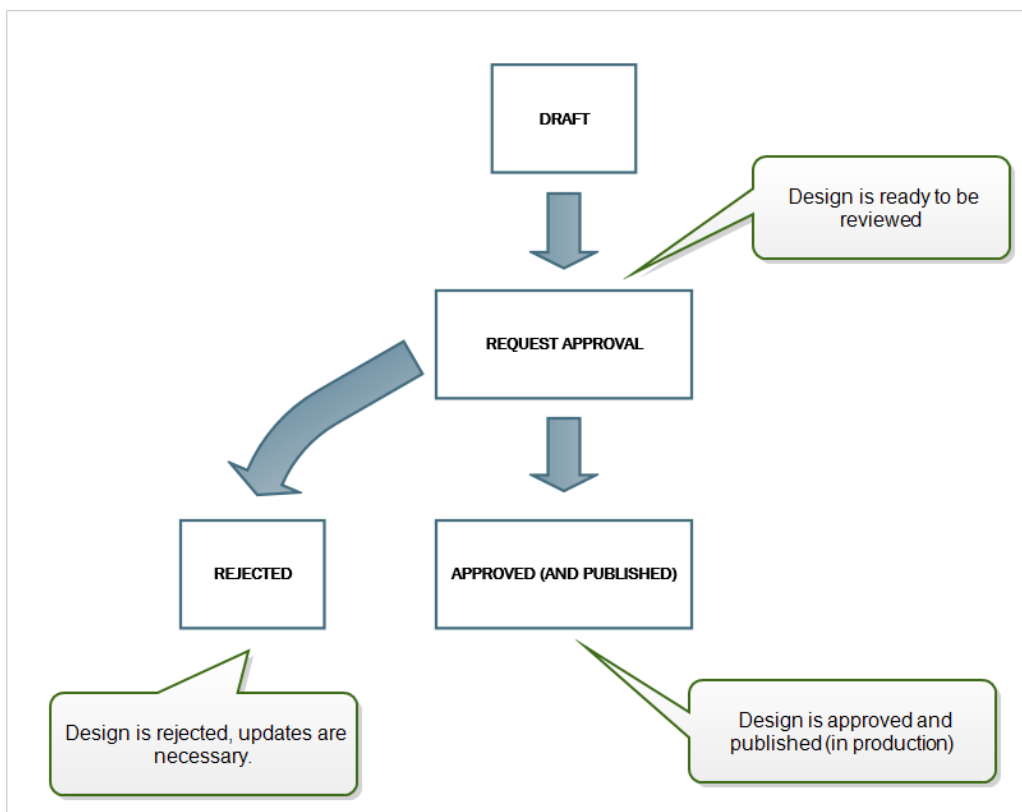 DRAFT
Design is ready to be
reviewed
REQUEST APPROVAL
REJECTED
APPROVED (AND PUBLISHED)
Design is rejected, updates are
necessary.
Design is approved and
published (in production)